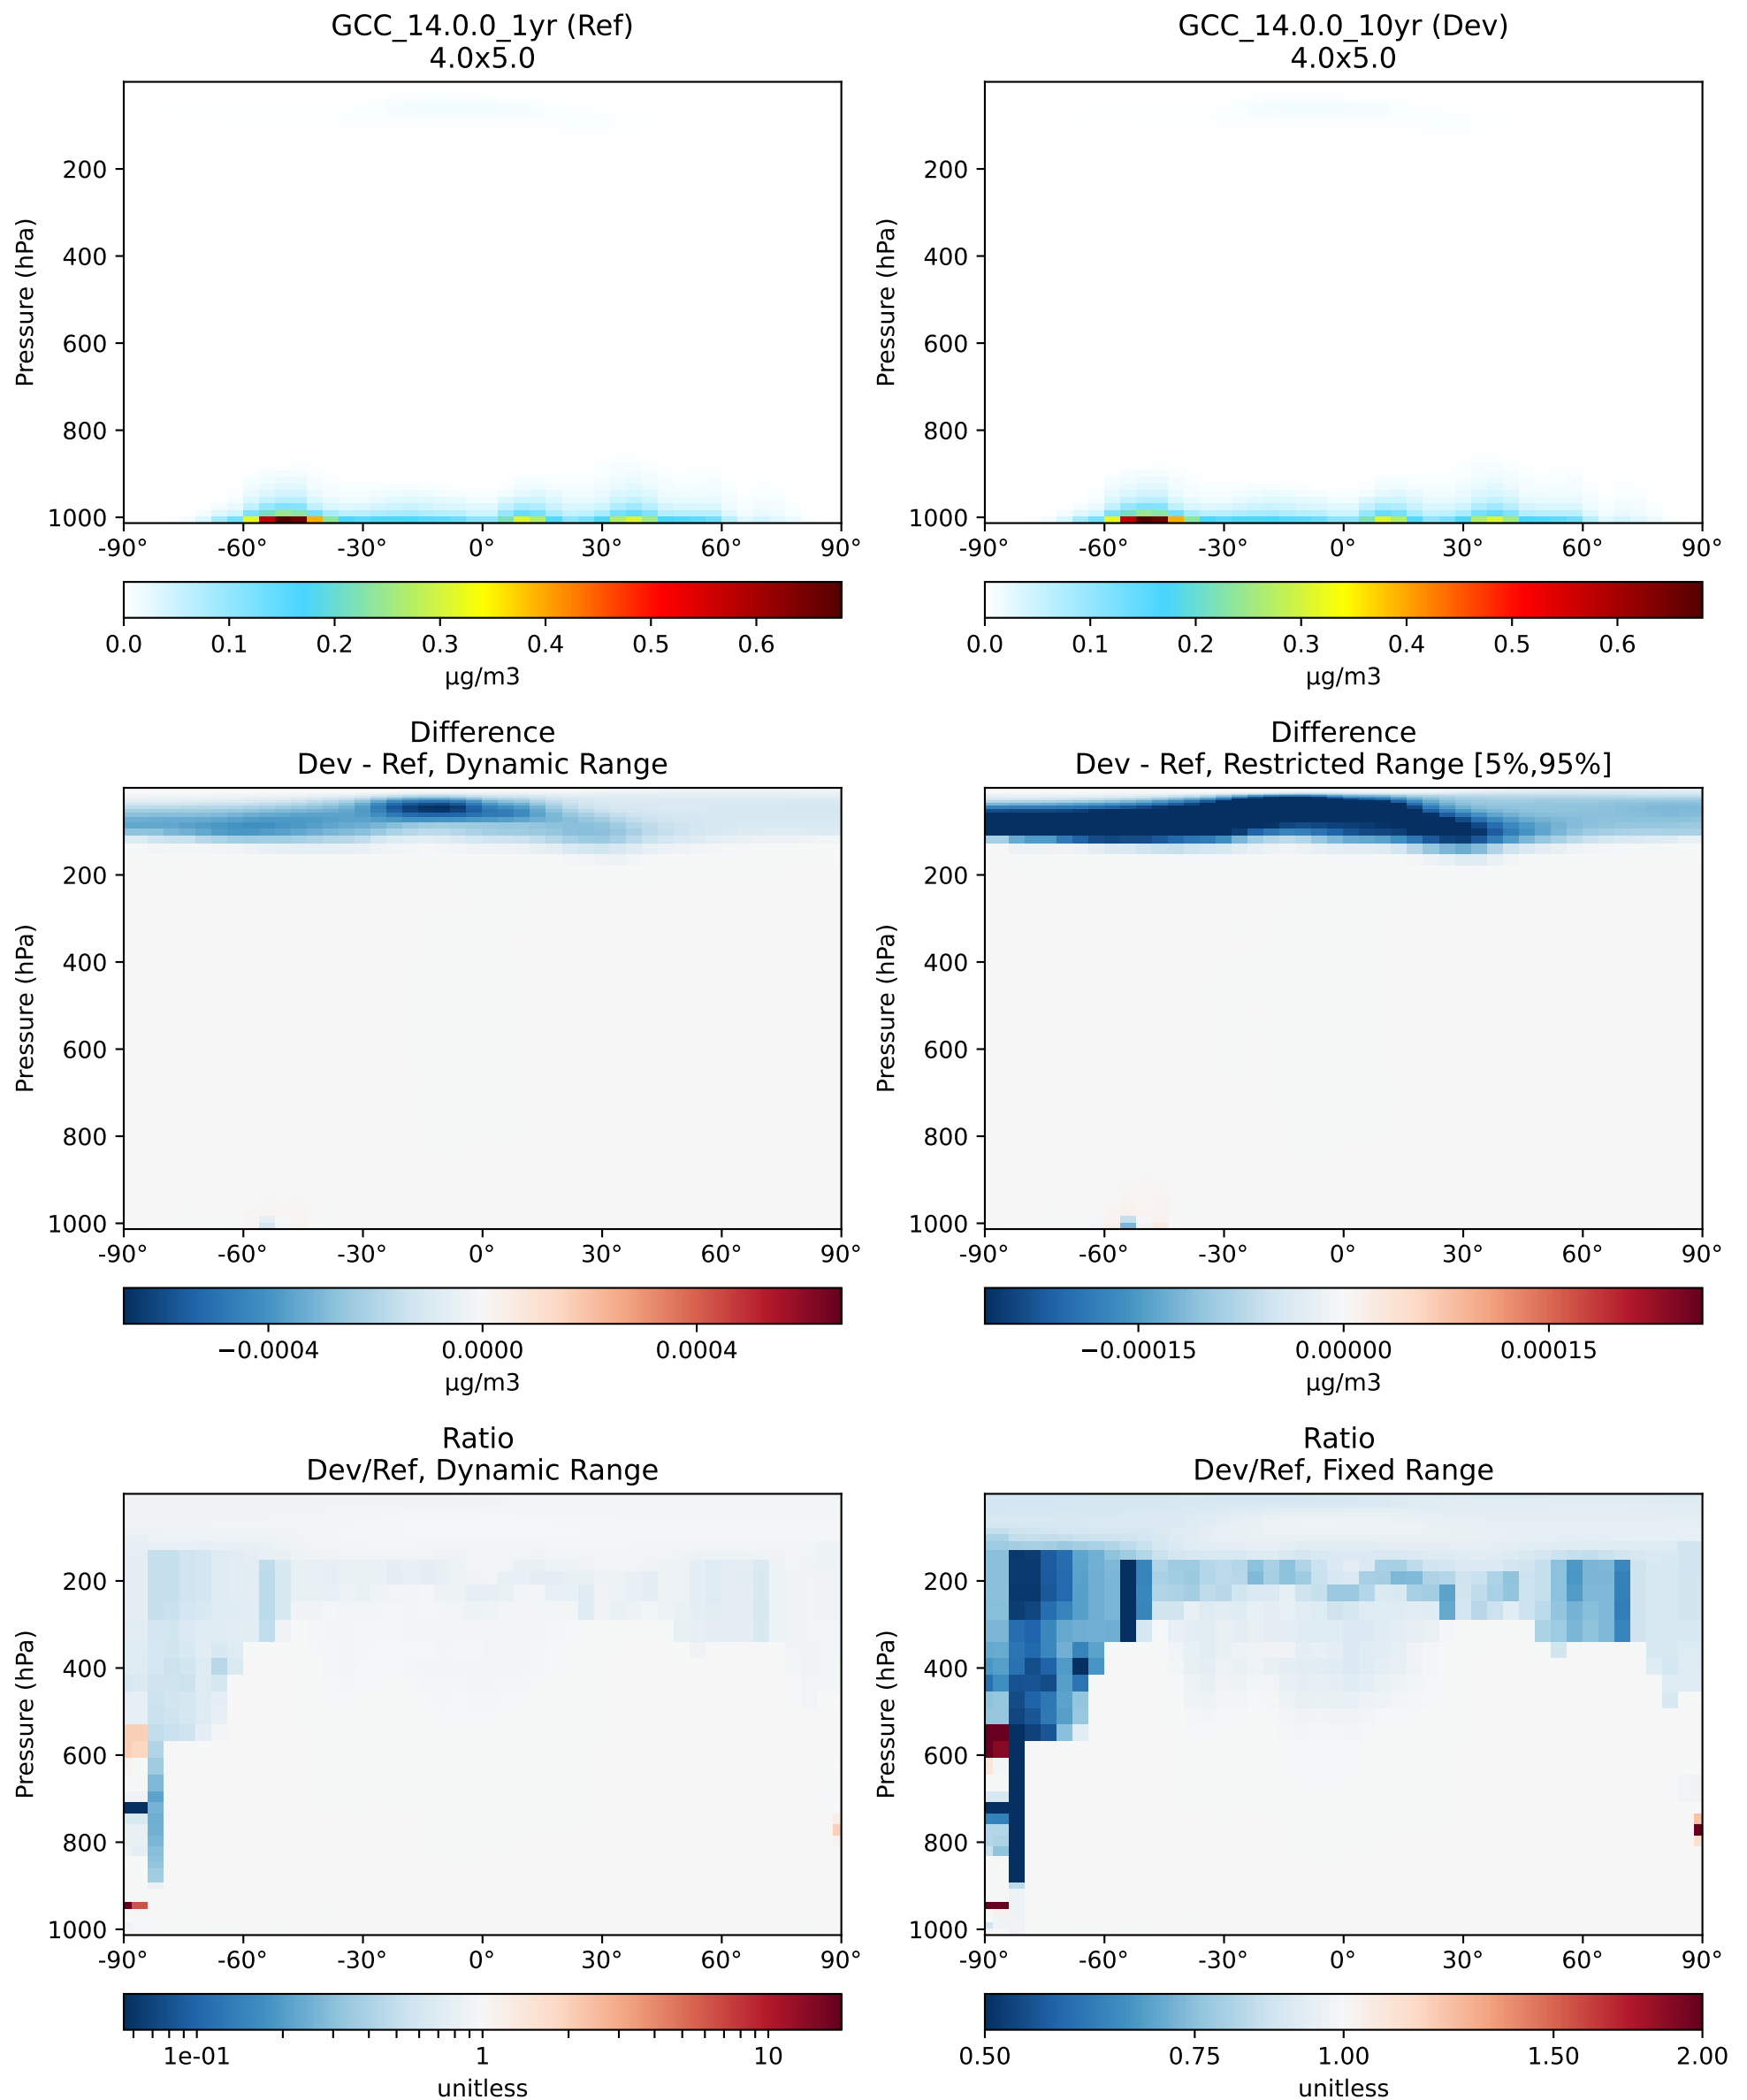 GCC_14.0.0_1yr (Ref)
4.0x5.0
GCC_14.0.0_10yr (Dev)
4.0x5.0
Pressure (hPa)
200
400
600
800
1000
-90° -60° -30° 0° 30° 60° 90°
0.0 0.1 0.2 0.3 0.4 0.5 0.6
µg/m3
Pressure (hPa)
200
400
600
800
1000
-90° -60° -30° 0° 30° 60° 90°
0.0 0.1 0.2 0.3 0.4 0.5 0.6
µg/m3
Difference
Dev - Ref, Dynamic Range
Pressure (hPa)
200
400
600
800
1000
-90° -60° -30° 0° 30° 60° 90°
−0.0004 0.0000 0.0004
µg/m3
Difference
Dev - Ref, Restricted Range [5%,95%]
Pressure (hPa)
200
400
600
800
1000
-90° -60° -30° 0° 30° 60° 90°
−0.00015 0.00000 0.00015
µg/m3
Ratio
Dev/Ref, Dynamic Range
Pressure (hPa)
200
400
600
800
1000
-90° -60° -30° 0° 30° 60° 90°
1e-01 1 10
unitless
Ratio
Dev/Ref, Fixed Range
Pressure (hPa)
200
400
600
800
1000
-90° -60° -30° 0° 30° 60° 90°
0.50 0.75 1.00 1.50 2.00
unitless